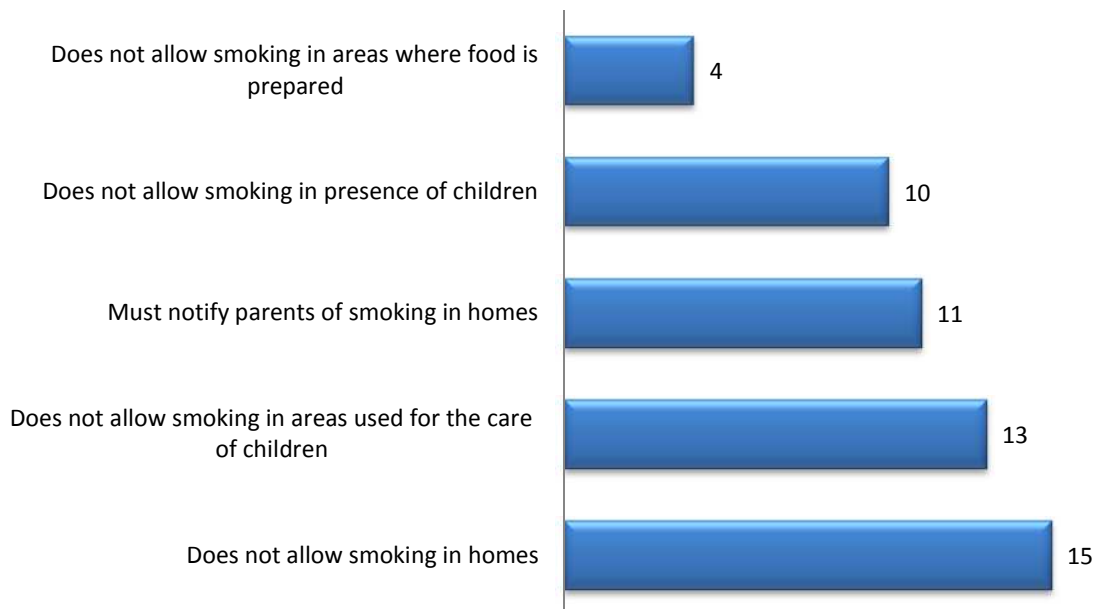 Does not allow smoking in areas where food is
prepared
4
Does not allow smoking in presence of children
10
Must notify parents of smoking in homes
11
Does not allow smoking in areas used for the care
of children
13
Does not allow smoking in homes
15